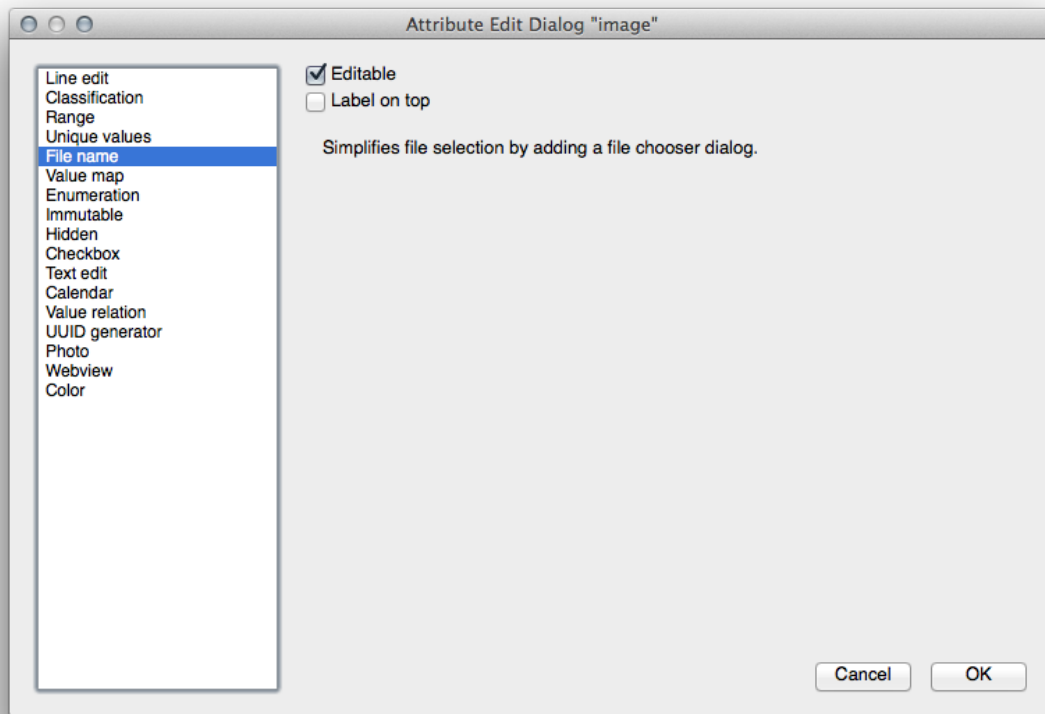 Attribute Edit Dialog "image"
Line edit
Classification
Range
Unique values
File name
Value map
Enumeration
Immutable
Hidden
Checkbox
Text edit
Calendar
Value relation
UUID generator
Photo
Webview
Color
Editable
Label on top
Simplifies file selection by adding a file chooser dialog.
Cancel
OK